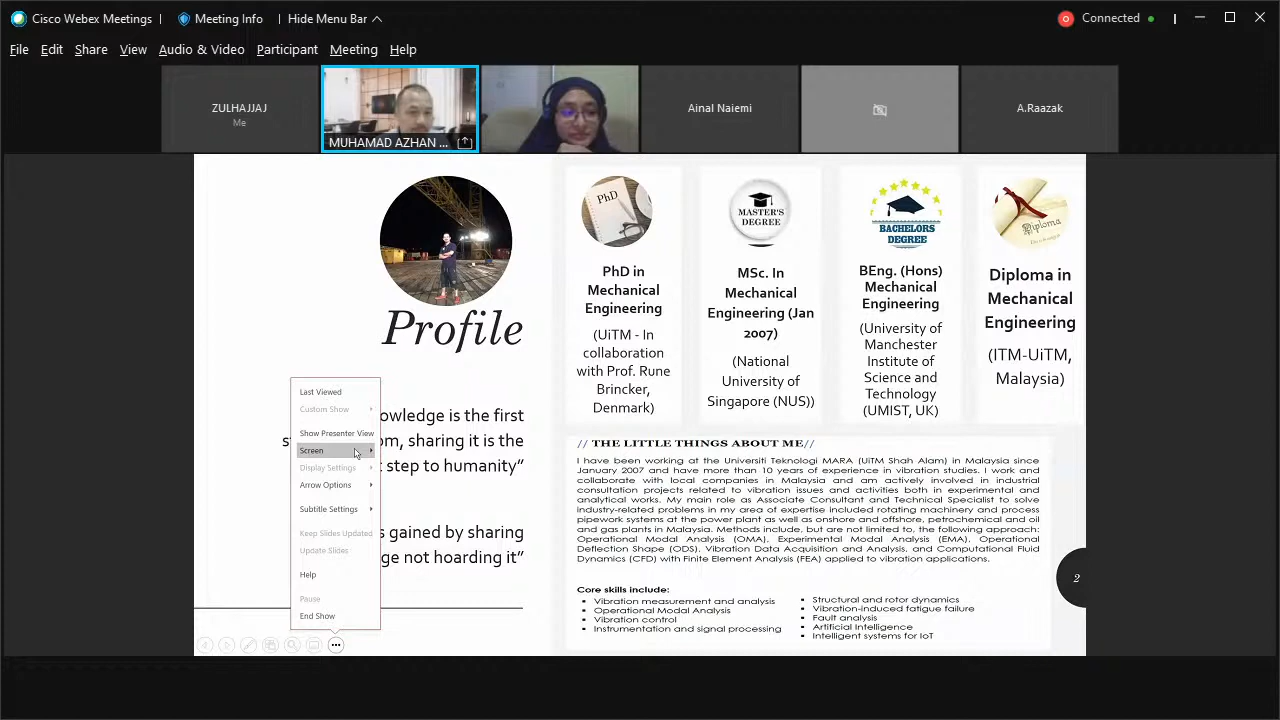 Cisco Webex Meetings | Meeting Info | Hide Menu Bar
Connected
File Edit Share View Audio & Video Participant Meeting Help
ZULHAJJAJ
Me
MUHAMAD AZHAN ...
Ainal Naiemi
A.Raazak
Profile
owledge is the first
om, sharing it is the
step to humanity”
s gained by sharing
ge not hoarding it”
Last Viewed
Custom Show
Show Presenter View
Screen
Display Settings
Arrow Options
Subtitle Settings
Keep Slides Updated
Update Slides
Help
Pause
End Show
PhD
PhD in
Mechanical
Engineering
(UiTM - In
collaboration
with Prof. Rune
Brincker,
Denmark)
MASTER'S
DEGREE
MSc. In
Mechanical
Engineering (Jan
2007)
(National
University of
Singapore (NUS))
BACHELORS
DEGREE
BEng. (Hons)
Mechanical
Engineering
(University of
Manchester
Institute of
Science and
Technology
(UMIST, UK)
Diploma
Diploma in
Mechanical
Engineering
(ITM-UiTM,
Malaysia)
// THE LITTLE THINGS ABOUT ME//
I have been working at the Universiti Teknologi MARA (UiTM Shah Alam) in Malaysia since
January 2007 and have more than 10 years of experience in vibration studies. I work and
collaborate with local companies in Malaysia and am actively involved in industrial
consultation projects related to vibration issues and activities both in experimental and
analytical works. My main role as Associate Consultant and Technical Specialist to solve
industry-related problems in my area of expertise included rotating machinery and process
pipework systems at the power plant as well as onshore and offshore, petrochemical and oil
and gas plants in Malaysia. Methods include, but are not limited to, the following approach:
Operational Modal Analysis (OMA), Experimental Modal Analysis (EMA), Operational
Deflection Shape (ODS), Vibration Data Acquisition and Analysis, and Computational Fluid
Dynamics (CFD) with Finite Element Analysis (FEA) applied to vibration applications.
Core skills include:
▪ Vibration measurement and analysis
▪ Operational Modal Analysis
▪ Vibration control
▪ Instrumentation and signal processing
▪ Structural and rotor dynamics
▪ Vibration-induced fatigue failure
▪ Fault analysis
▪ Artificial Intelligence
▪ Intelligent systems for IoT
2